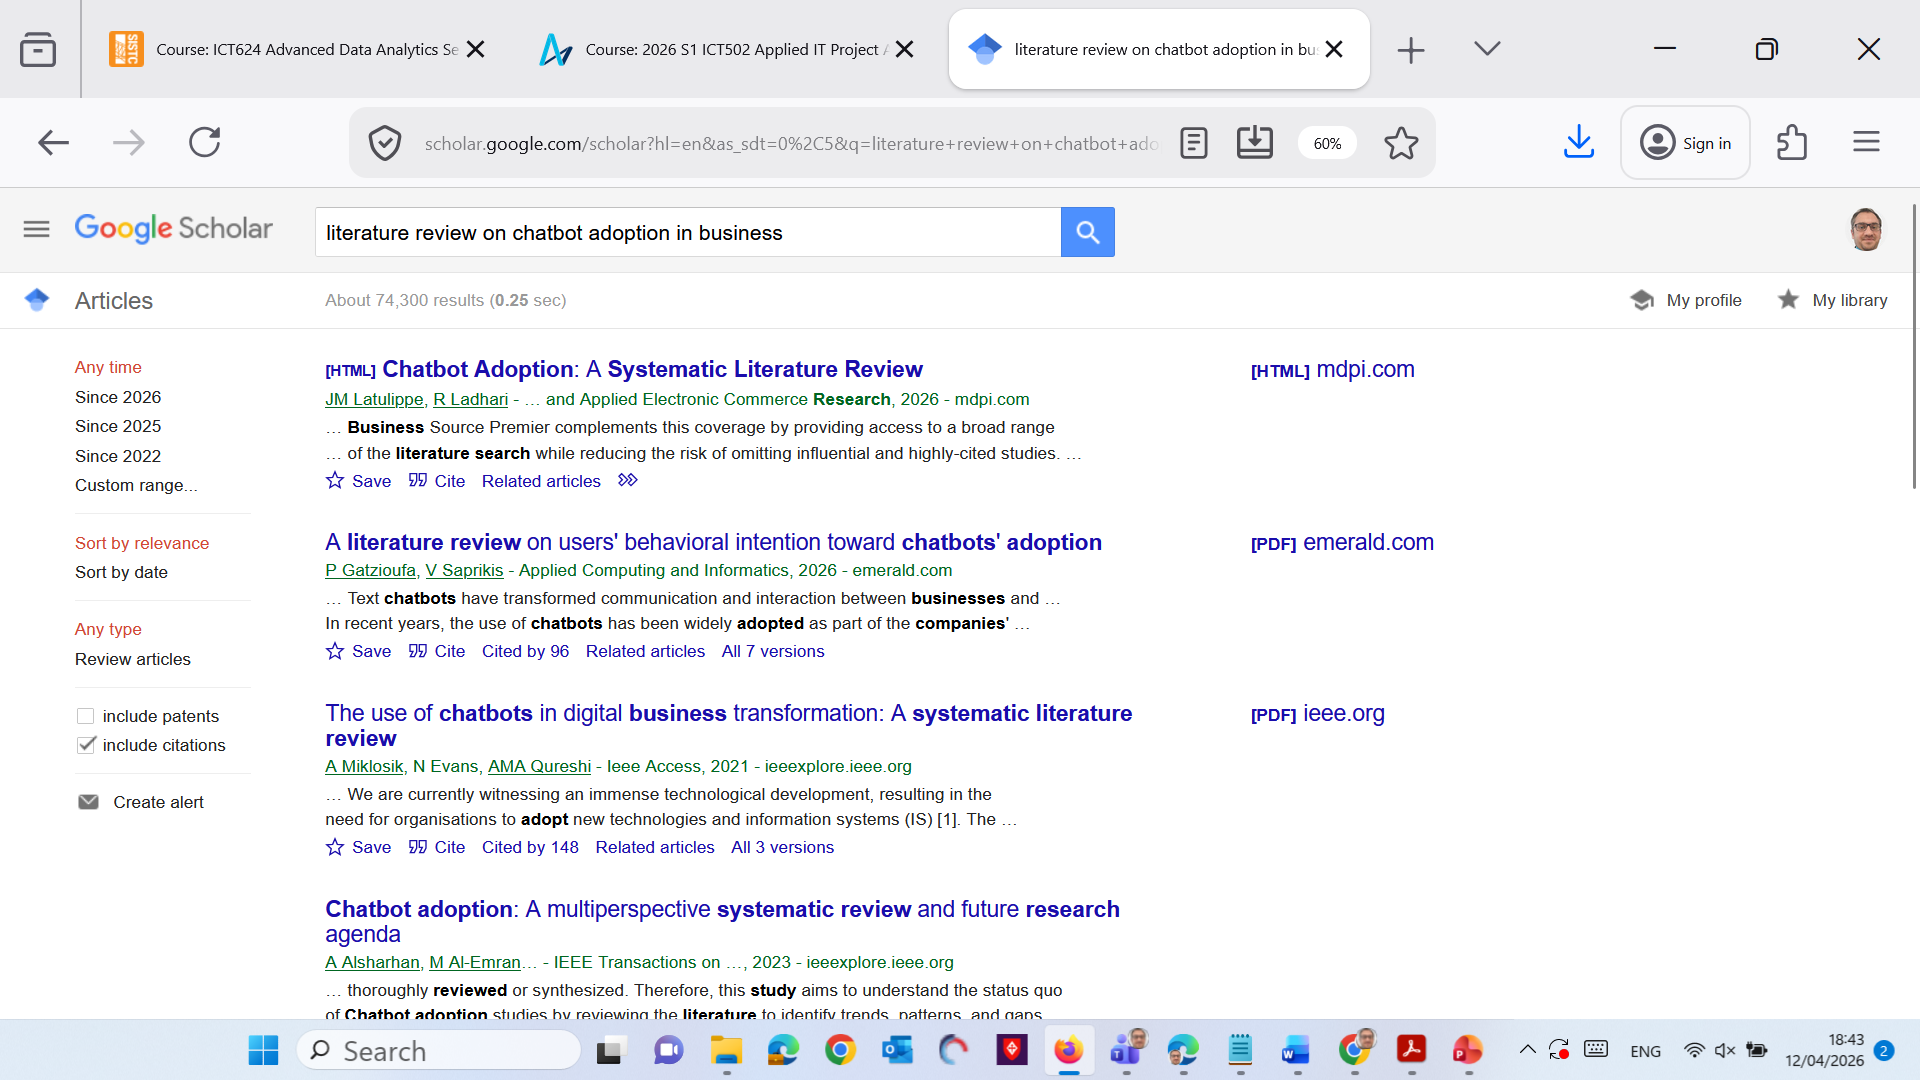 Course: ICT624 Advanced Data Analytics Se
Course: 2026 S1 ICT502 Applied IT Project A
literature review on chatbot adoption in bu
scholar.google.com/scholar?hl=en&as_sdt=0%2C5&q=literature+review+on+chatbot+ado
60%
Sign in
Google Scholar
literature review on chatbot adoption in business
Articles
About 74,300 results (0.25 sec)
My profile
My library
Any time
Since 2026
Since 2025
Since 2022
Custom range...
Sort by relevance
Sort by date
Any type
Review articles
include patents
include citations
Create alert
[HTML] Chatbot Adoption: A Systematic Literature Review
[HTML] mdpi.com
JM Latulippe, R Ladhari - … and Applied Electronic Commerce Research, 2026 - mdpi.com
… Business Source Premier complements this coverage by providing access to a broad range
… of the literature search while reducing the risk of omitting influential and highly-cited studies. …
Save Cite Related articles
A literature review on users' behavioral intention toward chatbots' adoption
[PDF] emerald.com
P Gatzioufa, V Saprikis - Applied Computing and Informatics, 2026 - emerald.com
… Text chatbots have transformed communication and interaction between businesses and …
In recent years, the use of chatbots has been widely adopted as part of the companies' …
Save Cite Cited by 96 Related articles All 7 versions
The use of chatbots in digital business transformation: A systematic literature
review
[PDF] ieee.org
A Miklosik, N Evans, AMA Qureshi - Ieee Access, 2021 - ieeexplore.ieee.org
… We are currently witnessing an immense technological development, resulting in the
need for organisations to adopt new technologies and information systems (IS) [1]. The …
Save Cite Cited by 148 Related articles All 3 versions
Chatbot adoption: A multiperspective systematic review and future research
agenda
A Alsharhan, M Al-Emran… - IEEE Transactions on …, 2023 - ieeexplore.ieee.org
… thoroughly reviewed or synthesized. Therefore, this study aims to understand the status quo
of Chatbot adoption studies by reviewing the literature to identify trends, patterns, and gaps
Search
ENG
18:43
12/04/2026
2